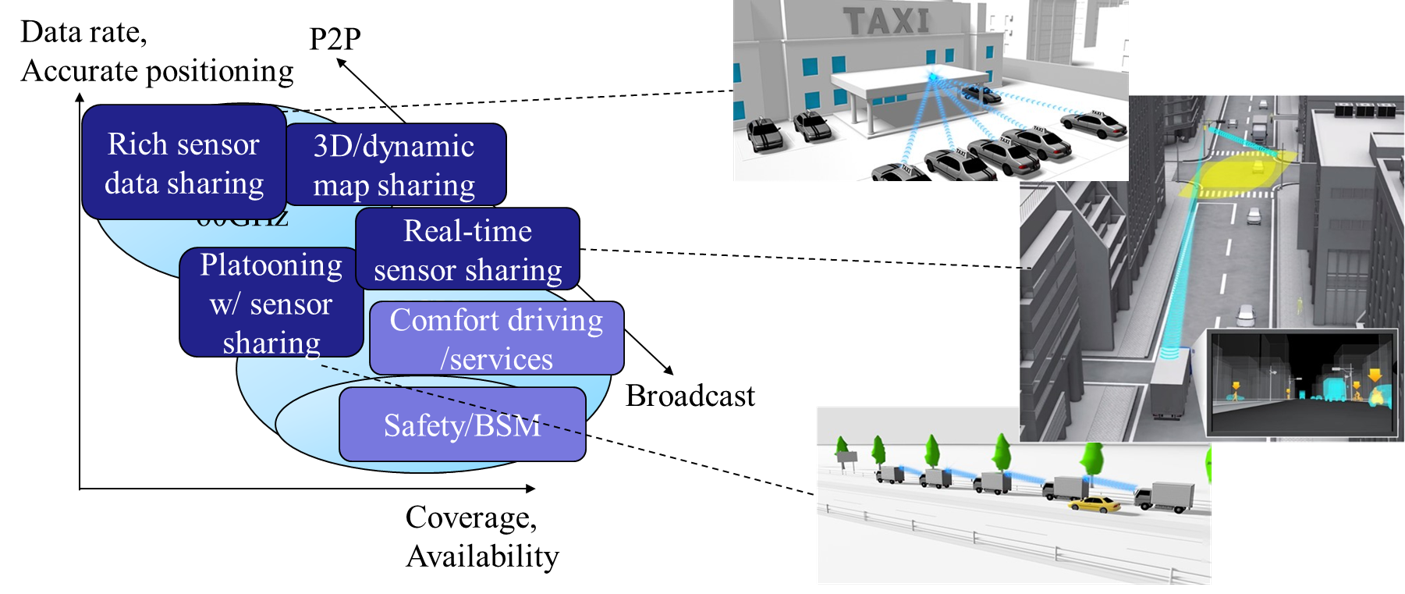 Data rate,
Accurate positioning
P2P
Rich sensor
data sharing
3D/dynamic
map sharing
60GHz
Real-time
sensor sharing
Platooning
w/ sensor
sharing
Comfort driving
/services
Broadcast
Safety/BSM
Coverage,
Availability
TAXI